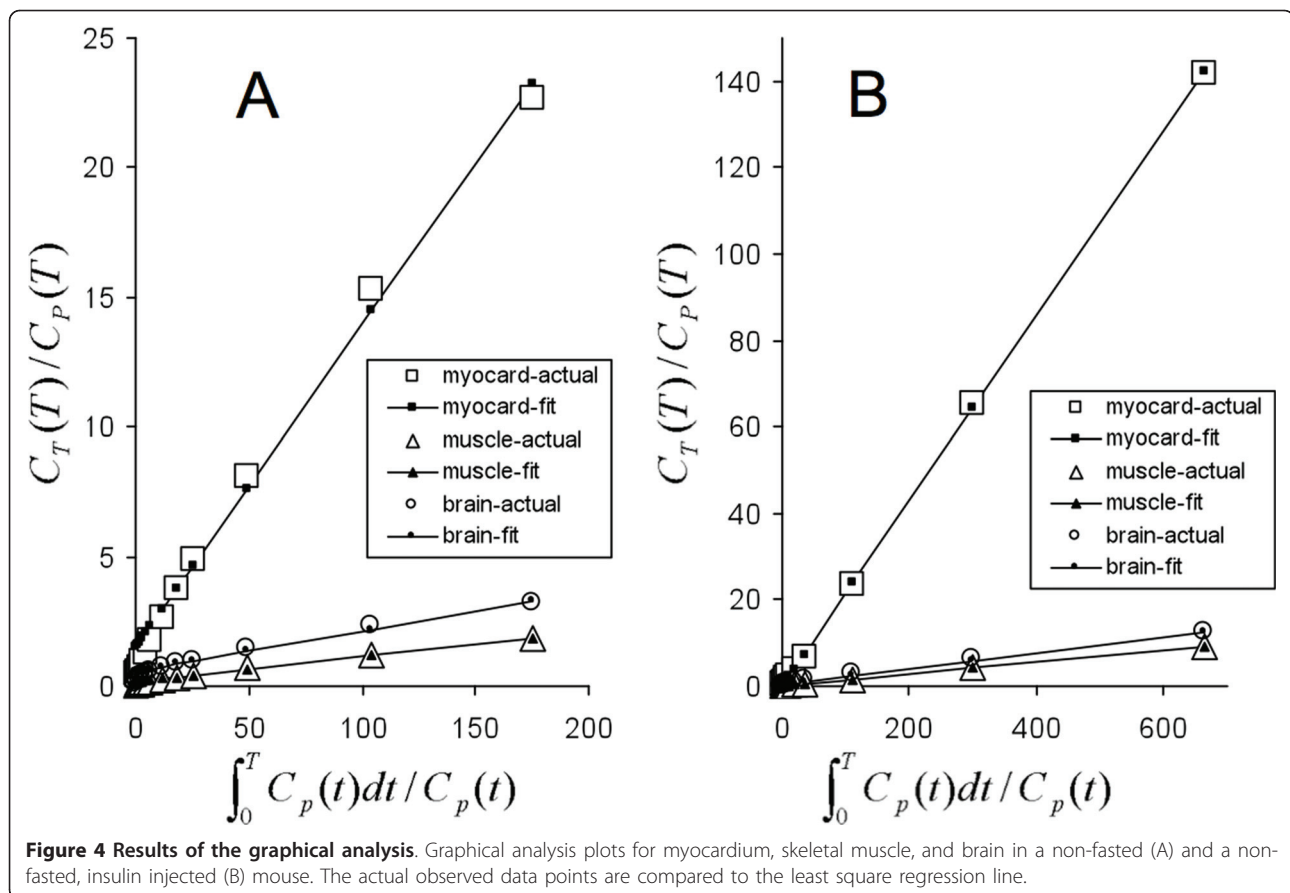 A
25
20
15
10
5
0
C_T(T)/C_P(T)
myocard-actual
myocard-fit
muscle-actual
muscle-fit
brain-actual
brain-fit
0 50 100 150 200
∫_0^T C_p(t)dt/C_p(t)
B
140
120
100
80
60
40
20
0
C_T(T)/C_P(T)
myocard-actual
myocard-fit
muscle-actual
muscle-fit
brain-actual
brain-fit
0 200 400 600
∫_0^T C_p(t)dt/C_p(t)
Figure 4 Results of the graphical analysis. Graphical analysis plots for myocardium, skeletal muscle, and brain in a non-fasted (A) and a non-
fasted, insulin injected (B) mouse. The actual observed data points are compared to the least square regression line.